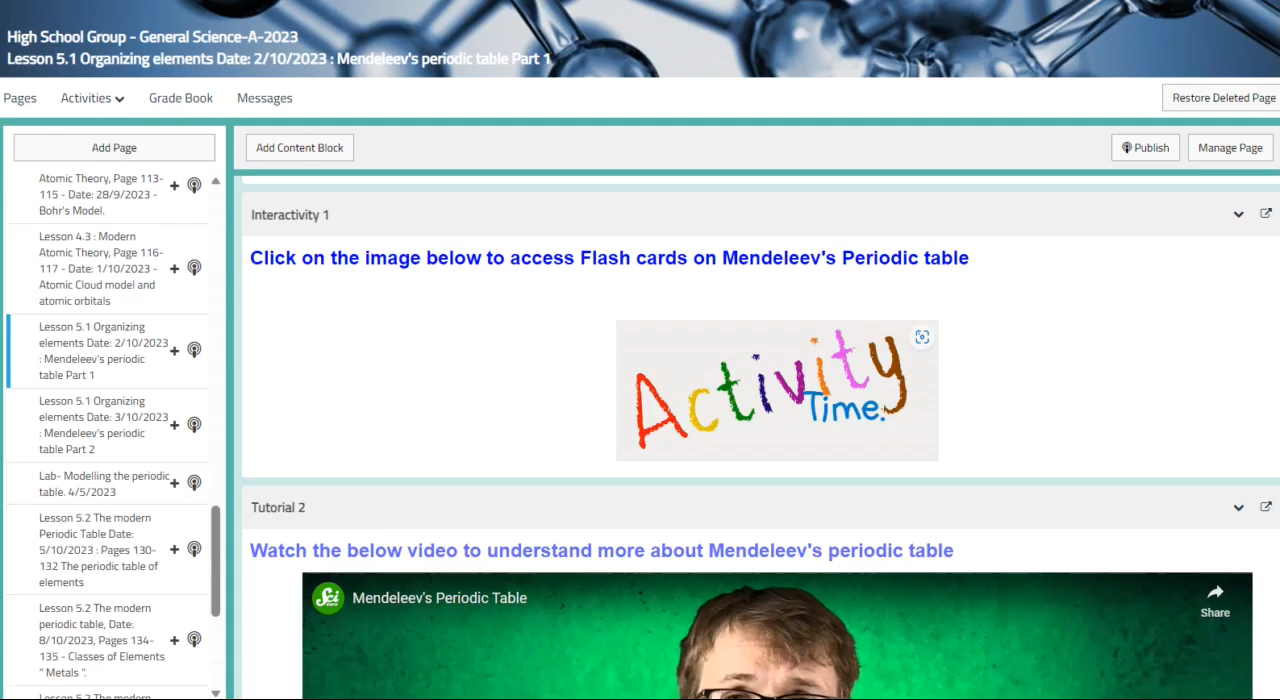 High School Group - General Science-A-2023
Lesson 5.1 Organizing elements Date: 2/10/2023 : Mendeleev's periodic table Part 1
Pages
Activities
Grade Book
Messages
Restore Deleted Page
Add Page
Atomic Theory, Page 113-
115 - Date: 28/9/2023 -
Bohr's Model.
Lesson 4.3 : Modern
Atomic Theory, Page 116-
117 - Date: 1/10/2023 -
Atomic Cloud model and
atomic orbitals
Lesson 5.1 Organizing
elements Date: 2/10/2023
: Mendeleev's periodic
table Part 1
Lesson 5.1 Organizing
elements Date: 3/10/2023
: Mendeleev's periodic
table Part 2
Lab- Modelling the periodic
table. 4/5/2023
Lesson 5.2 The modern
Periodic Table Date:
5/10/2023 : Pages 130-
132 The periodic table of
elements
Lesson 5.2 The modern
periodic table, Date:
8/10/2023, Pages 134-
135 - Classes of Elements
" Metals ".
Lesson 5.2 The modern
Add Content Block
Publish
Manage Page
Interactivity 1
Click on the image below to access Flash cards on Mendeleev's Periodic table
Activity
Time.
Tutorial 2
Watch the below video to understand more about Mendeleev's periodic table
Sci
Mendeleev's Periodic Table
Share